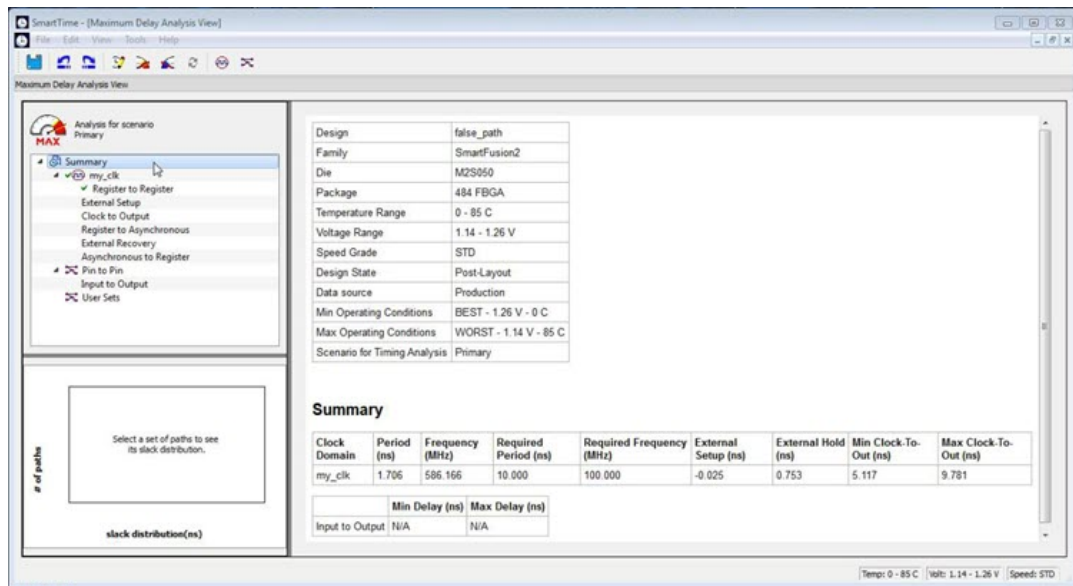 SmartTime - [Maximum Delay Analysis View]
File Edit View Tools Help
Maximum Delay Analysis View
MAX
Analysis for scenario
Primary
Summary
my_clk
Register to Register
External Setup
Clock to Output
Register to Asynchronous
External Recovery
Asynchronous to Register
Pin to Pin
Input to Output
User Sets
# of paths
Select a set of paths to see
its slack distribution.
slack distribution(ns)
Design false_path
Family SmartFusion2
Die M2S050
Package 484 FBGA
Temperature Range 0 - 85 C
Voltage Range 1.14 - 1.26 V
Speed Grade STD
Design State Post-Layout
Data source Production
Min Operating Conditions BEST - 1.26 V - 0 C
Max Operating Conditions WORST - 1.14 V - 85 C
Scenario for Timing Analysis Primary
Summary
Clock Period Frequency Required Required Frequency External External Hold Min Clock-To- Max Clock-To-
Domain (ns) (MHz) Period (ns) (MHz) Setup (ns) (ns) Out (ns) Out (ns)
my_clk 1.706 586.166 10.000 100.000 -0.025 0.753 5.117 9.781
Min Delay (ns) Max Delay (ns)
Input to Output N/A N/A
Temp: 0 - 85 C Volt: 1.14 - 1.26 V Speed: STD